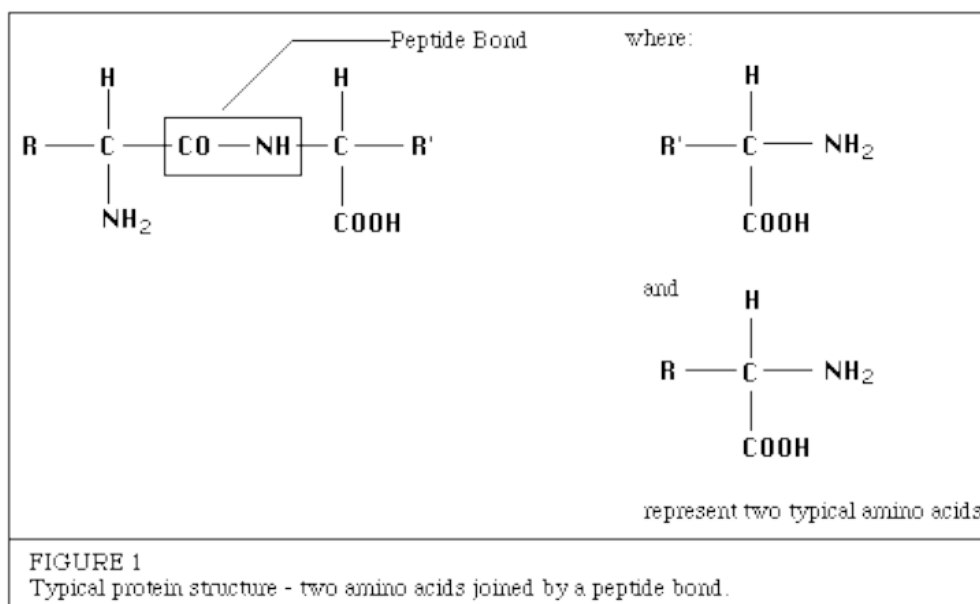 Peptide Bond
where:
H H H
R C CO NH C R' R' C NH2
NH2 COOH COOH
and
H
R C NH2
COOH
represent two typical amino acids
FIGURE 1
Typical protein structure - two amino acids joined by a peptide bond.